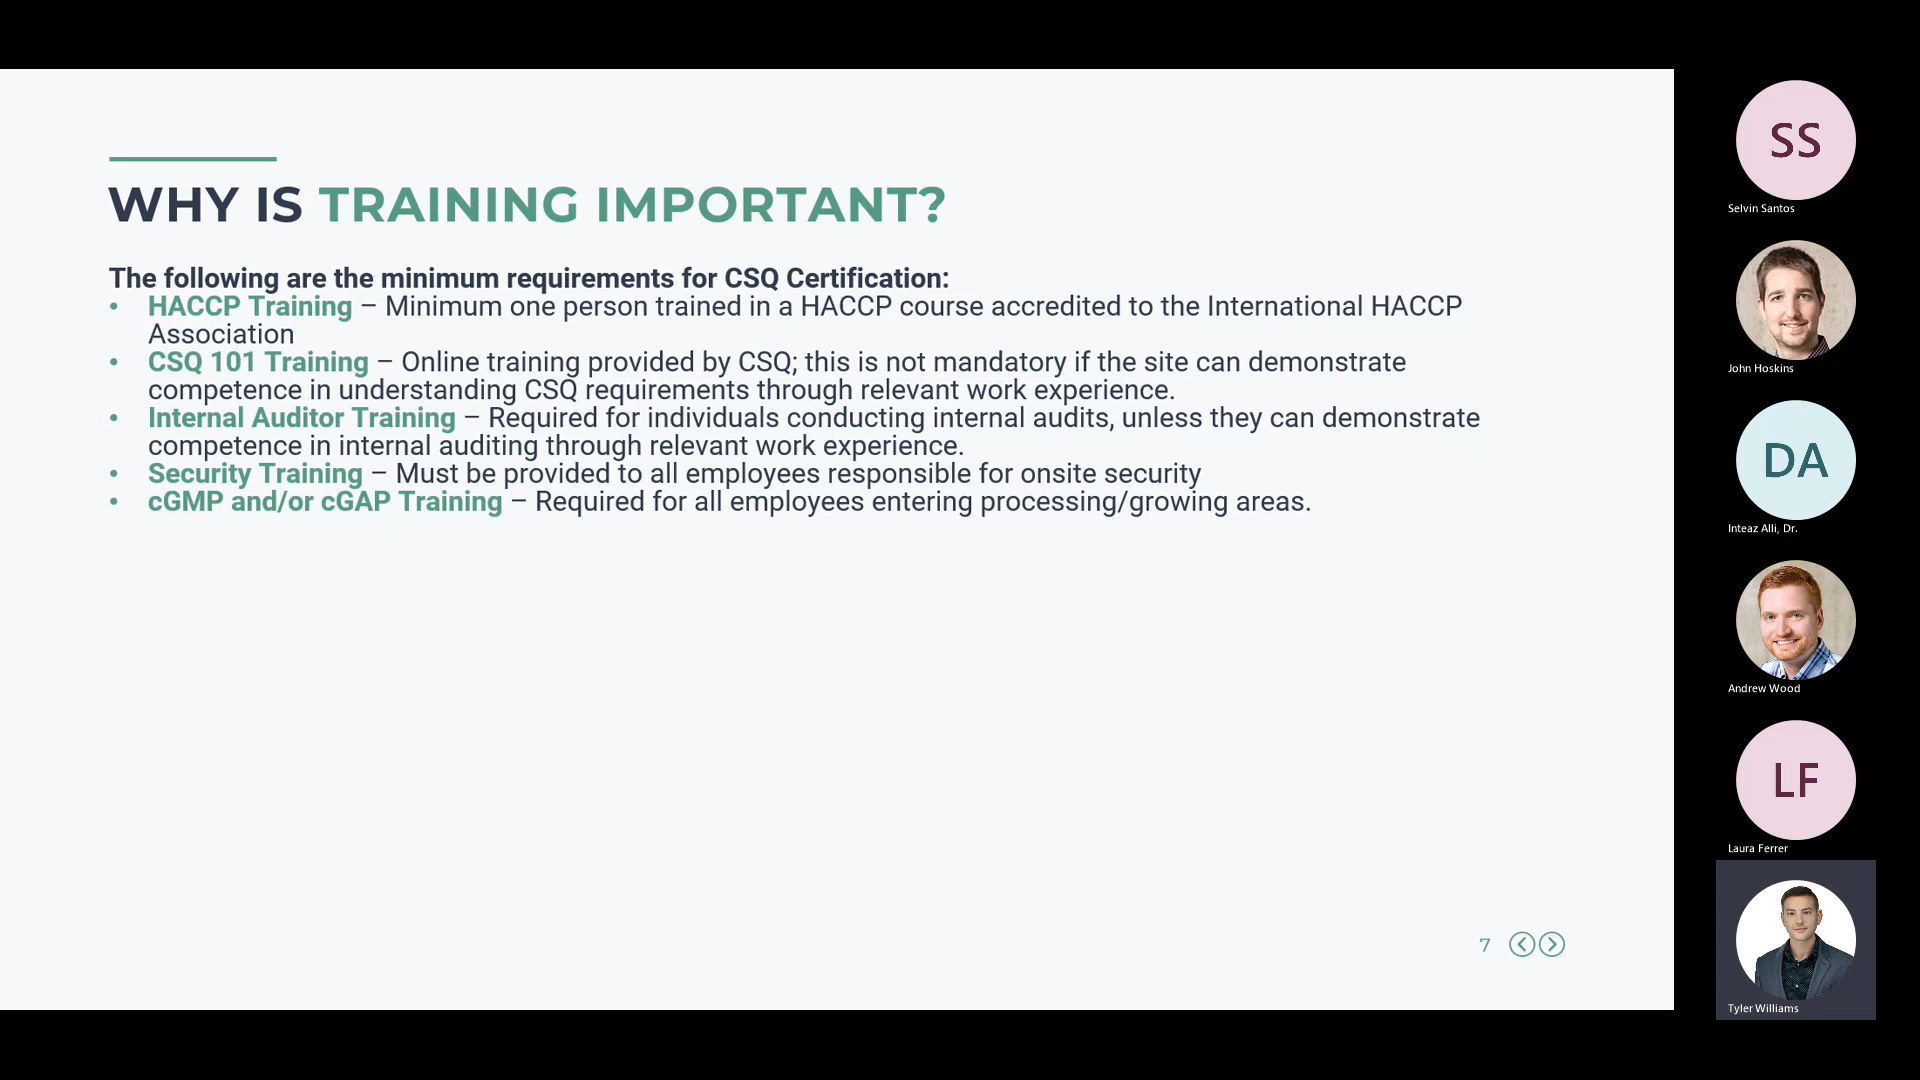 WHY IS TRAINING IMPORTANT?
The following are the minimum requirements for CSQ Certification:
• HACCP Training – Minimum one person trained in a HACCP course accredited to the International HACCP
Association
• CSQ 101 Training – Online training provided by CSQ; this is not mandatory if the site can demonstrate
competence in understanding CSQ requirements through relevant work experience.
• Internal Auditor Training – Required for individuals conducting internal audits, unless they can demonstrate
competence in internal auditing through relevant work experience.
• Security Training – Must be provided to all employees responsible for onsite security
• cGMP and/or cGAP Training – Required for all employees entering processing/growing areas.
7
SS
Selvin Santos
John Hoskins
DA
Inteaz Alli, Dr.
Andrew Wood
LF
Laura Ferrer
Tyler Williams